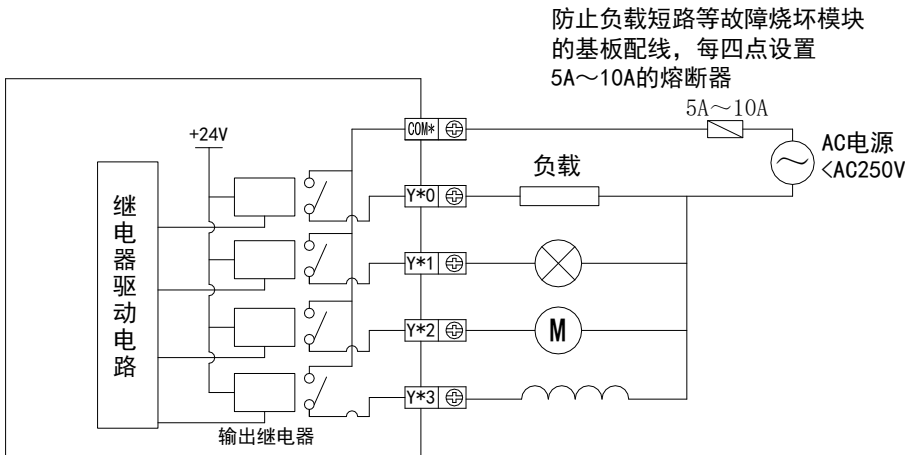 防止负载短路等故障烧坏模块
的基板配线，每四点设置
5A～10A的熔断器
5A～10A
COM*
+24V
AC电源
<AC250V
负载
Y*0
继电器驱动电路
Y*1
Y*2
M
Y*3
输出继电器